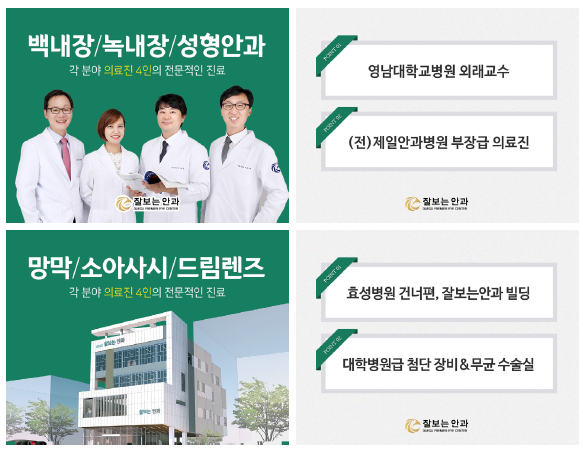 백내장/녹내장/성형안과
각 분야 의료진 4인의 전문적인 진료
잘보는안과
DAEGU PREMIER EYE CENTER
POINT 01
영남대학교병원 외래교수
POINT 02
(전)제일안과병원 부장급 의료진
잘보는안과
DAEGU PREMIER EYE CENTER
망막/소아사시/드림렌즈
각 분야 의료진 4인의 전문적인 진료
잘보는 안과
잘보는안과
POINT 01
효성병원 건너편, 잘보는안과 빌딩
POINT 02
대학병원급 첨단 장비&무균 수술실
잘보는안과
DAEGU PREMIER EYE CENTER